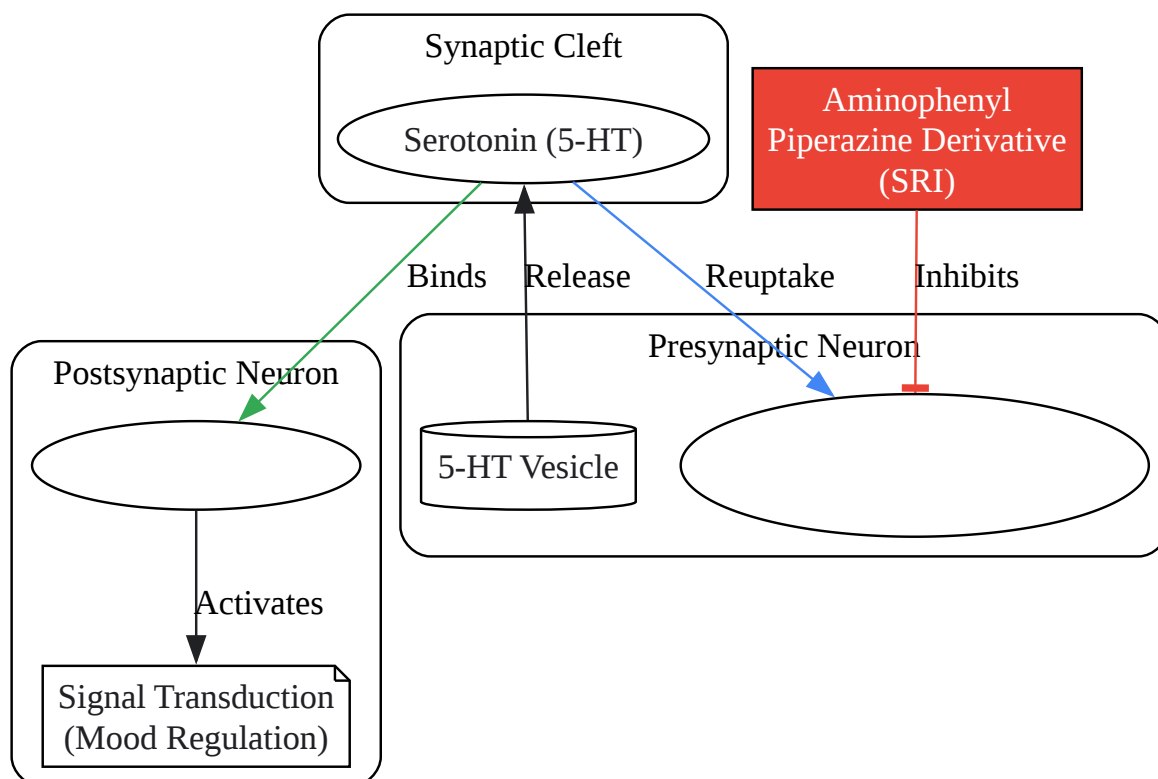 Synaptic Cleft
Serotonin (5-HT)
Aminophenyl
Piperazine Derivative
(SRI)
Binds
Release
Reuptake
Inhibits
Presynaptic Neuron
Postsynaptic Neuron
5-HT Vesicle
Activates
Signal Transduction
(Mood Regulation)